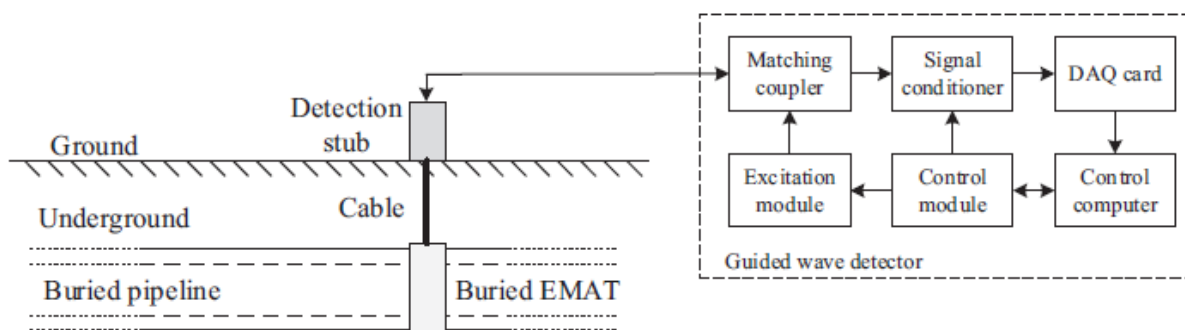 Matching
coupler
Signal
conditioner
DAQ card
Detection
stub
Ground
Excitation
module
Control
module
Control
computer
Cable
Underground
Guided wave detector
Buried pipeline
Buried EMAT